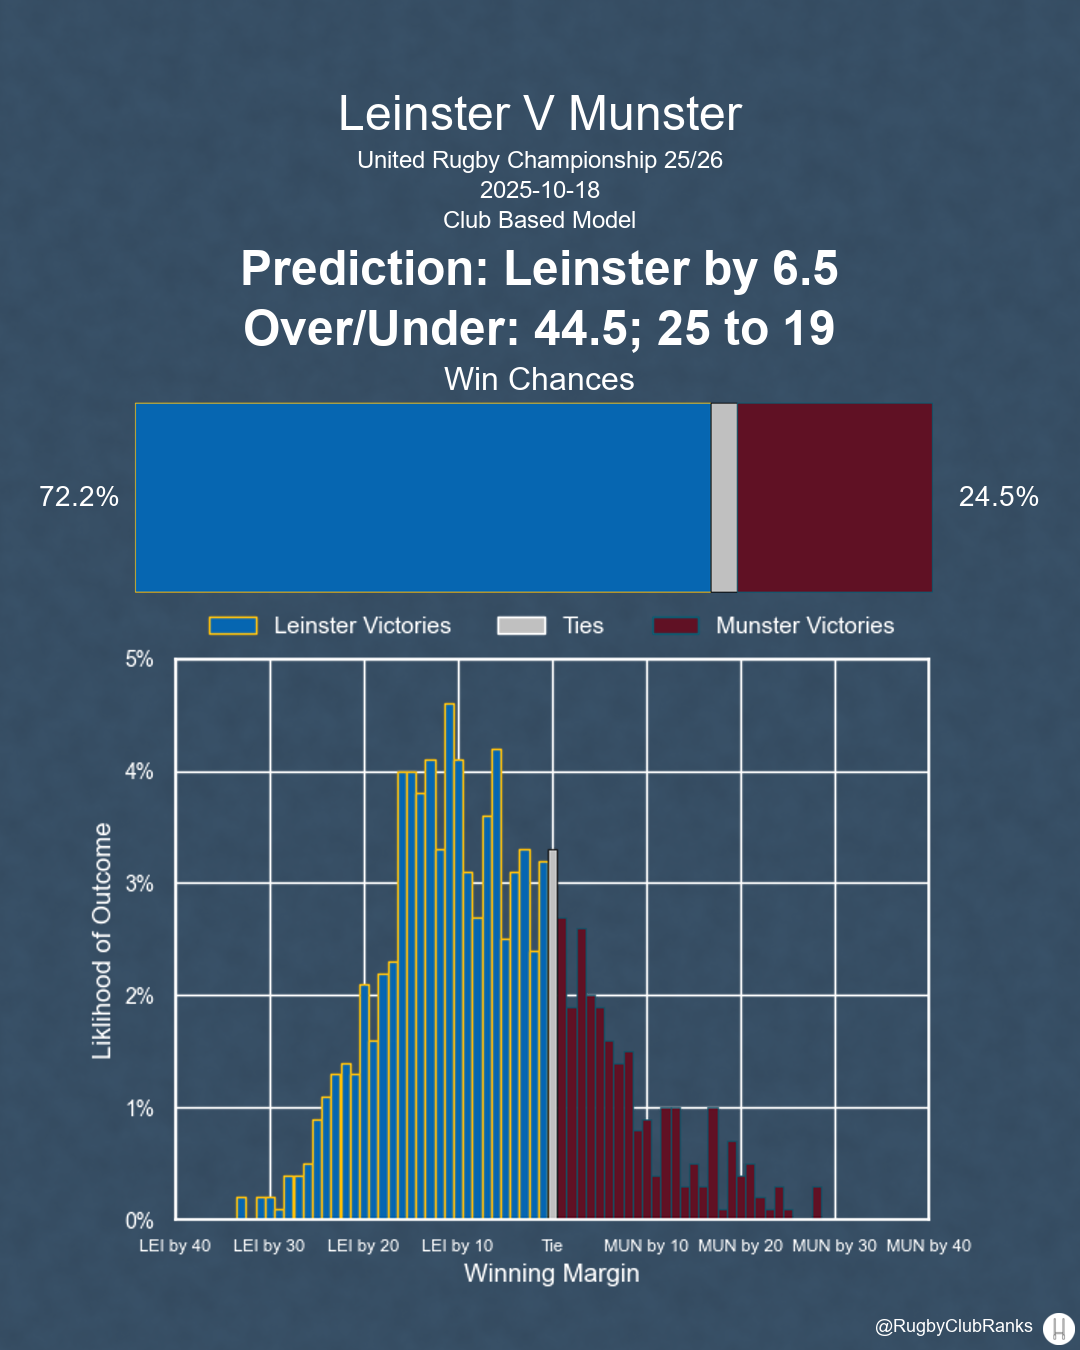 Leinster V Munster
United Rugby Championship 25/26
2025-10-18
Club Based Model
Prediction: Leinster by 6.5
Over/Under: 44.5; 25 to 19
Win Chances
72.2%
24.5%
Leinster Victories Ties Munster Victories
5%
4%
3%
2%
1%
0%
Liklihood of Outcome
LEI by 40 LEI by 30 LEI by 20 LEI by 10 Tie MUN by 10 MUN by 20 MUN by 30 MUN by 40
Winning Margin
@RugbyClubRanks